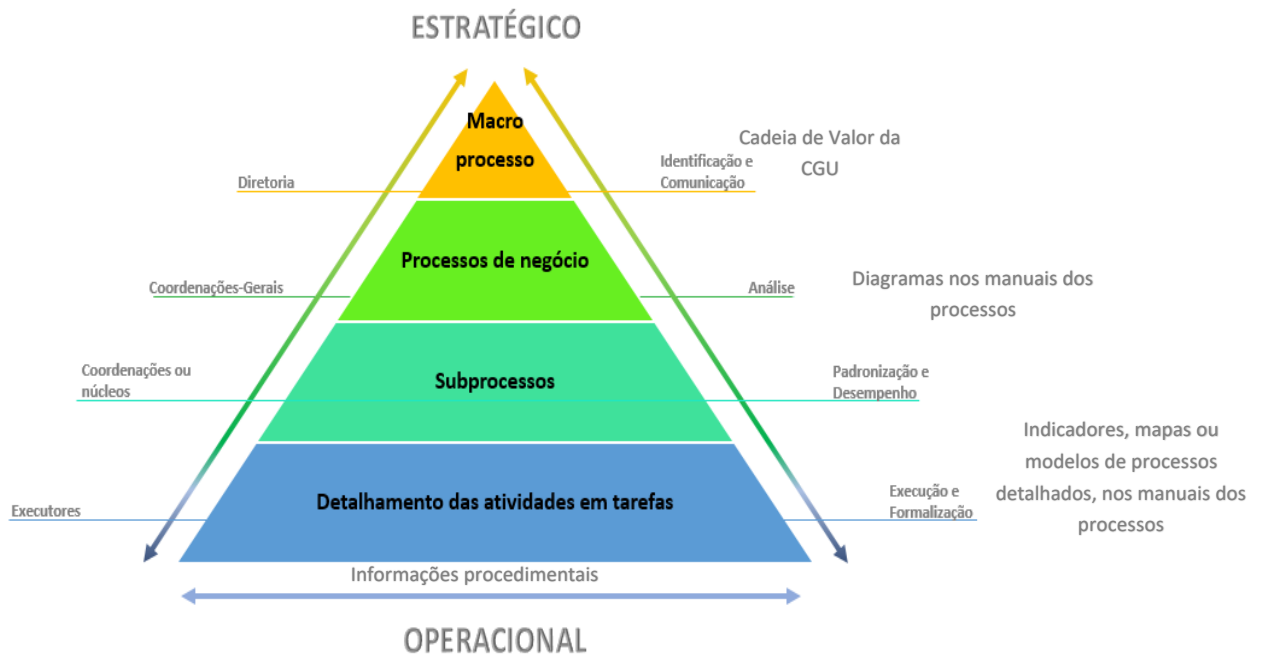 ESTRATÉGICO
Macro
processo
Diretoria
Identificação e
Comunicação
Cadeia de Valor da
CGU
Processos de negócio
Coordenações-Gerais
Análise
Diagramas nos manuais dos
processos
Coordenações ou
núcleos
Subprocessos
Padronização e
Desempenho
Indicadores, mapas ou
modelos de processos
detalhados, nos manuais dos
processos
Executores
Detalhamento das atividades em tarefas
Execução e
Formalização
Informações procedimentais
OPERACIONAL